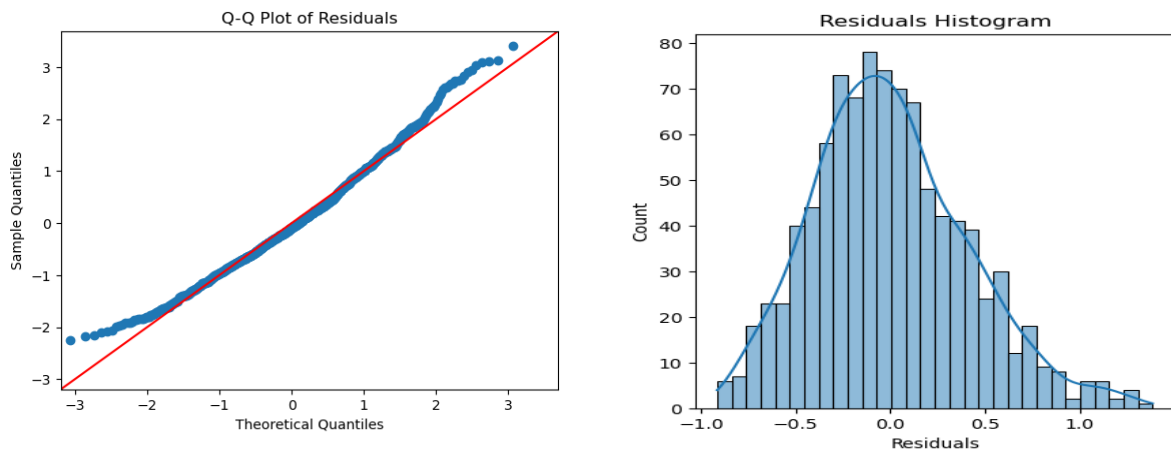 Q-Q Plot of Residuals
3
2
1
0
−1
−2
−3
Sample Quantiles
−3 −2 −1 0 1 2 3
Theoretical Quantiles
Residuals Histogram
80
70
60
50
40
30
20
10
0
Count
−1.0 −0.5 0.0 0.5 1.0
Residuals